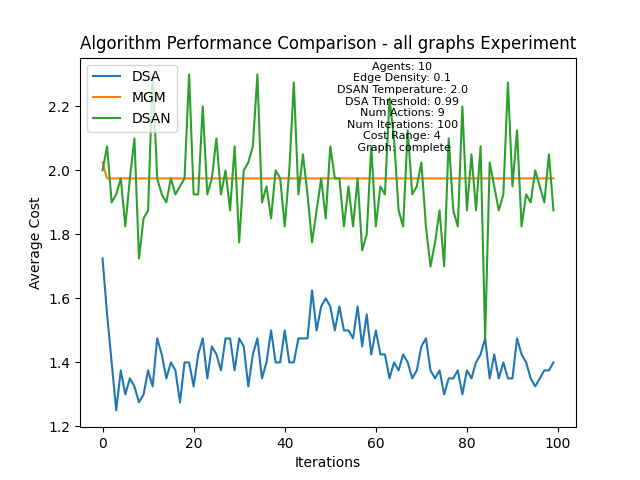 Algorithm Performance Comparison - all graphs Experiment
DSA
MGM
DSAN
Agents: 10
Edge Density: 0.1
DSAN Temperature: 2.0
DSA Threshold: 0.99
Num Actions: 9
Num Iterations: 100
Cost Range: 4
Graph: complete
Average Cost
2.2
2.0
1.8
1.6
1.4
1.2
0 20 40 60 80 100
Iterations